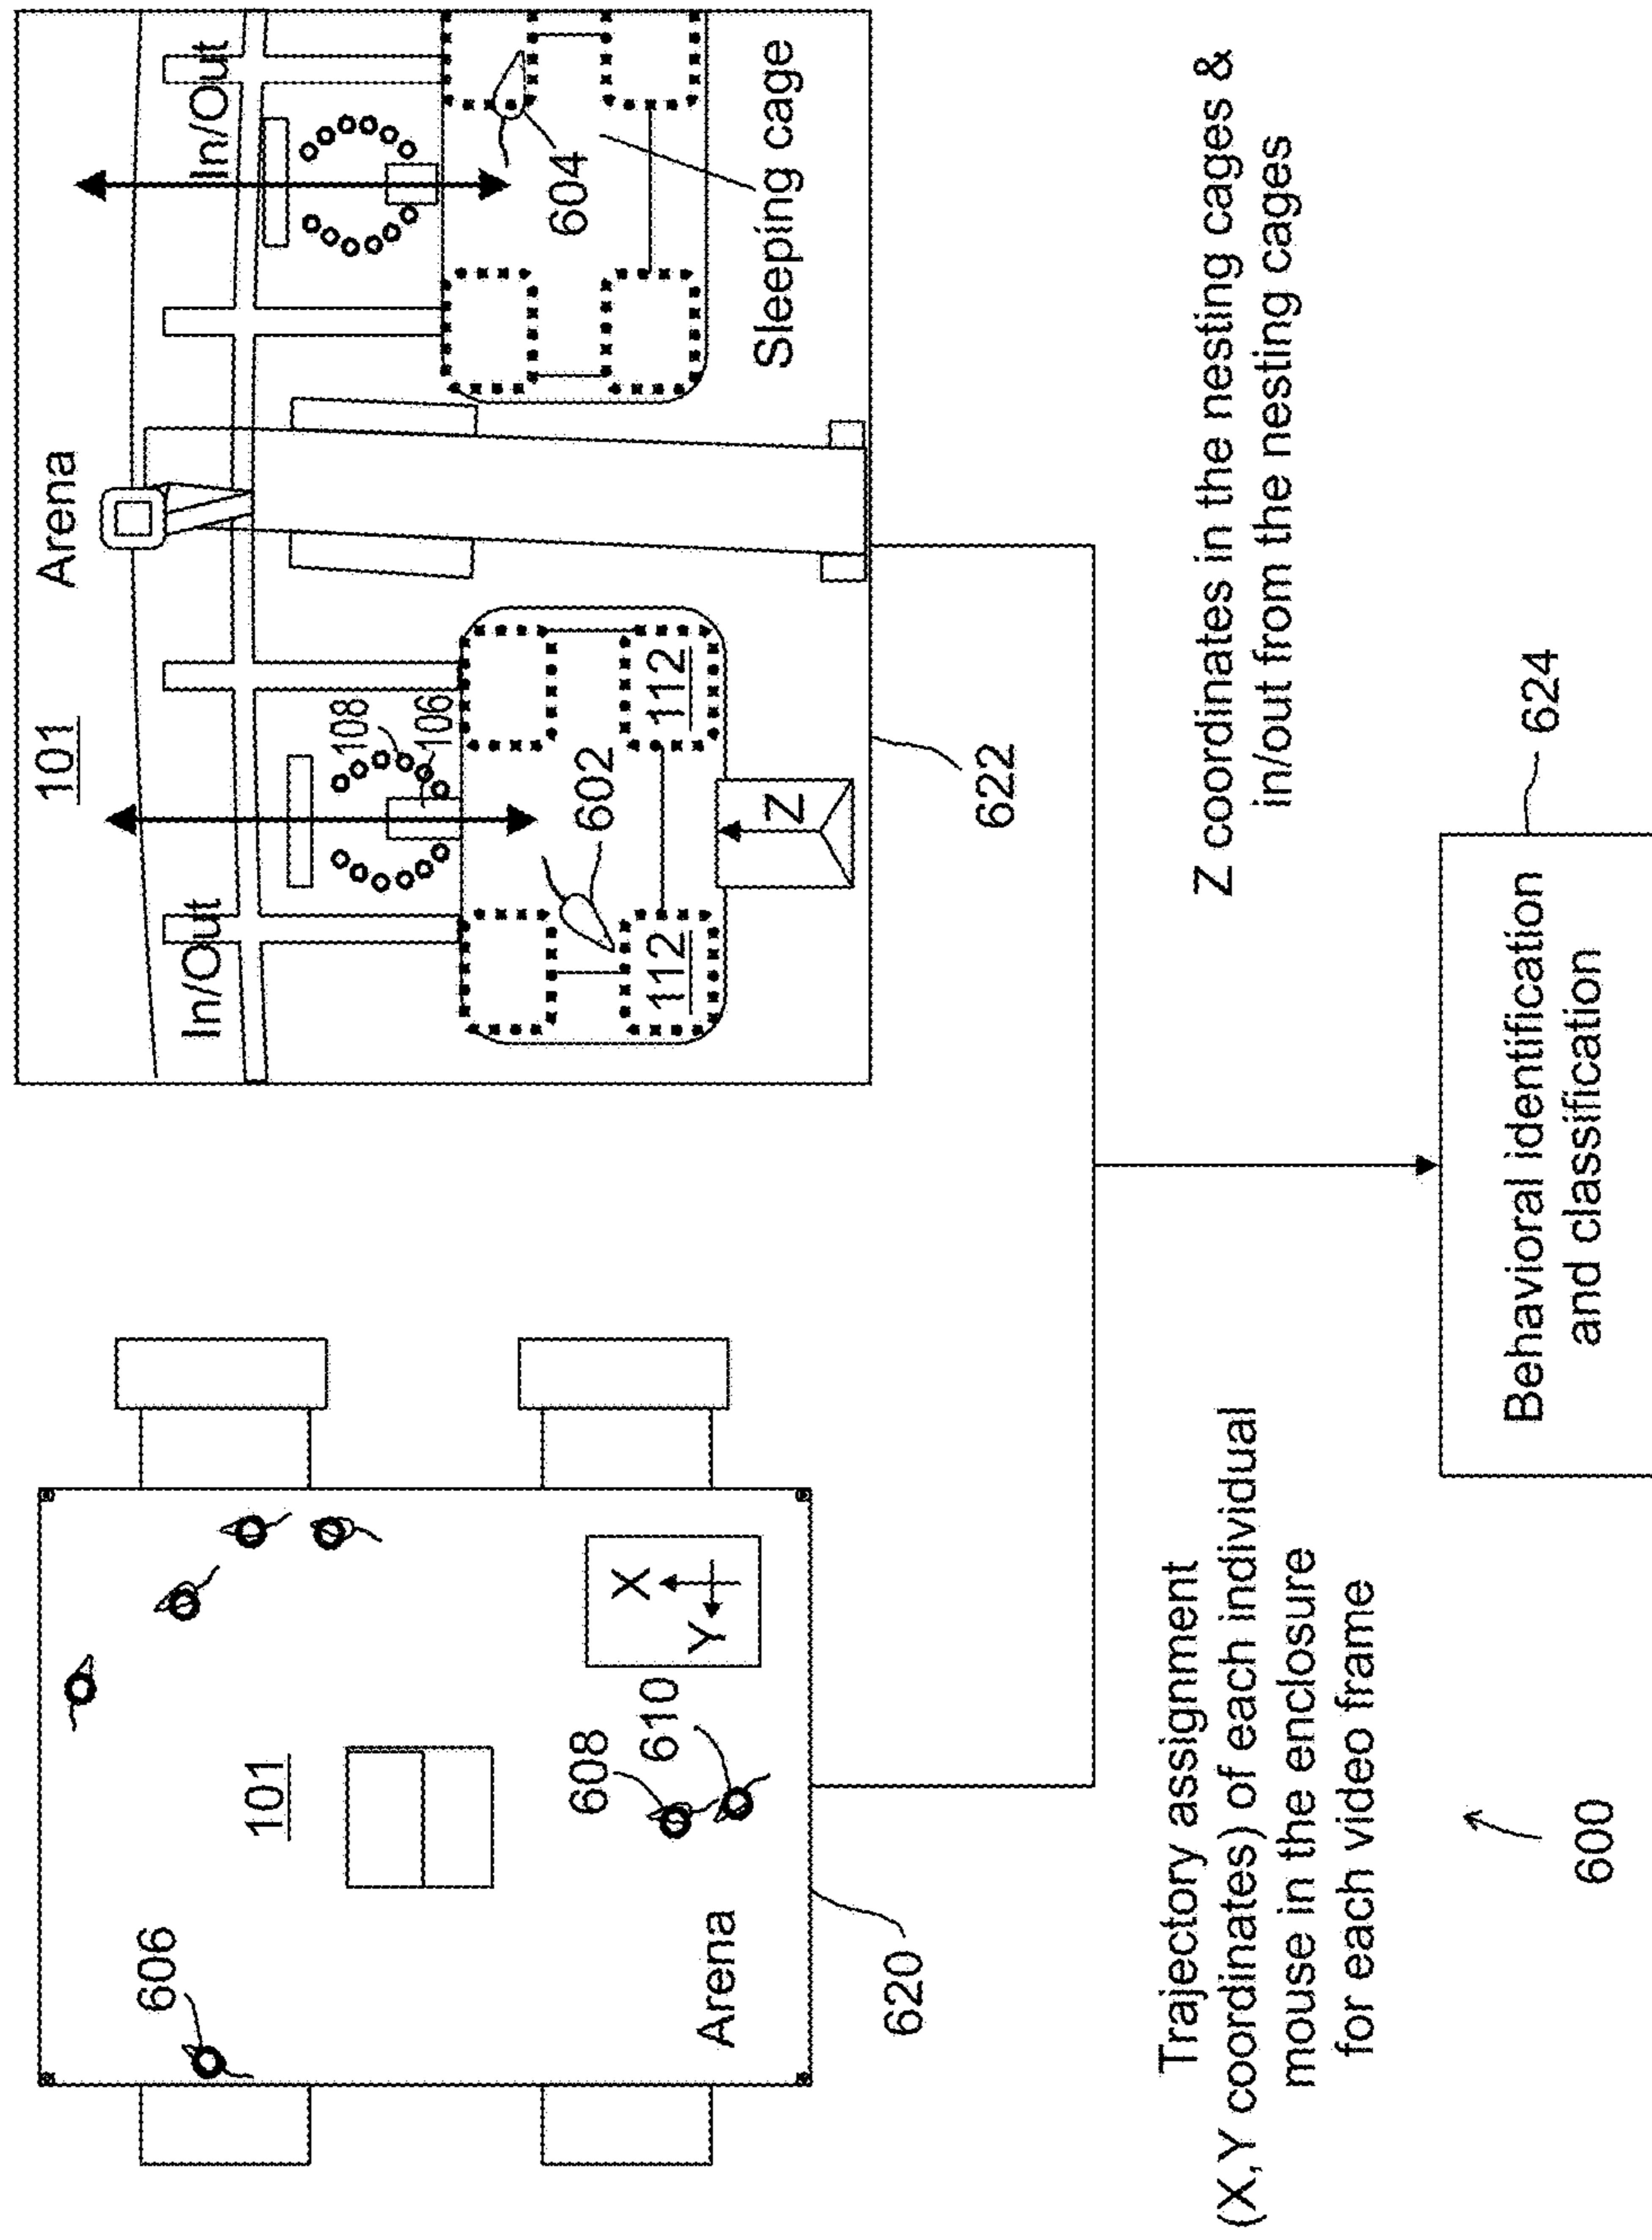 606
101
608
610
X
Y
Arena
620
101
Arena
In/Out
In/Out
108
106
602
604
112
112
Z
Sleeping cage
622
Trajectory assignment
(X,Y coordinates) of each individual
mouse in the enclosure
for each video frame
Z coordinates in the nesting cages &
in/out from the nesting cages
600
Behavioral identification
and classification
624